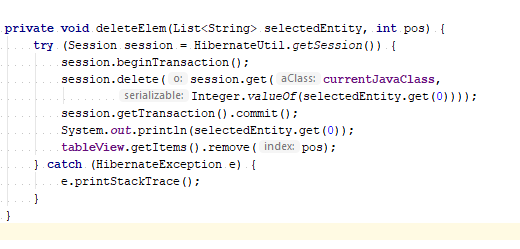 private void deleteElem(List<String> selectedEntity, int pos) {
try (Session session = HibernateUtil.getSession()) {
session.beginTransaction();
session.delete( o: session.get( aClass: currentJavaClass,
serializable: Integer.valueOf(selectedEntity.get(0))));
session.getTransaction().commit();
System.out.println(selectedEntity.get(0));
tableView.getItems().remove( index: pos);
} catch (HibernateException e) {
e.printStackTrace();
}
}